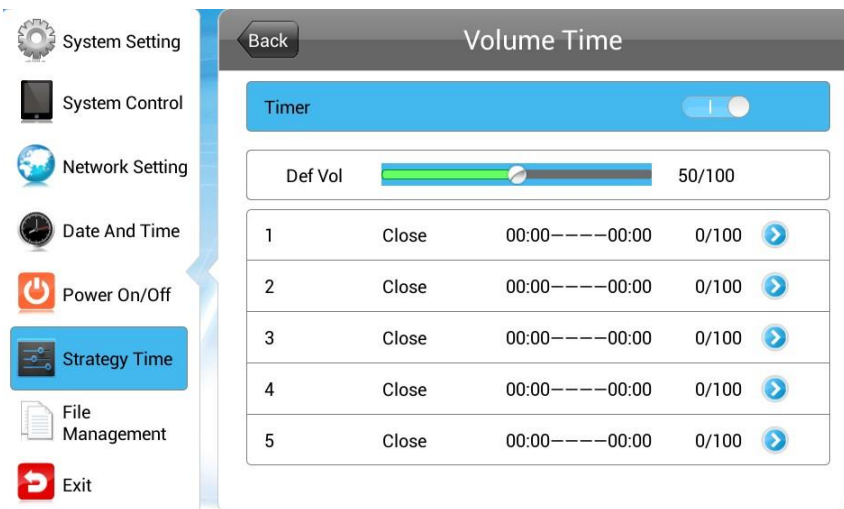 System Setting
System Control
Network Setting
Date And Time
Power On/Off
Strategy Time
File
Management
Exit
Back
Volume Time
Timer
Def Vol 50/100
1 Close 00:00----00:00 0/100
2 Close 00:00----00:00 0/100
3 Close 00:00----00:00 0/100
4 Close 00:00----00:00 0/100
5 Close 00:00----00:00 0/100